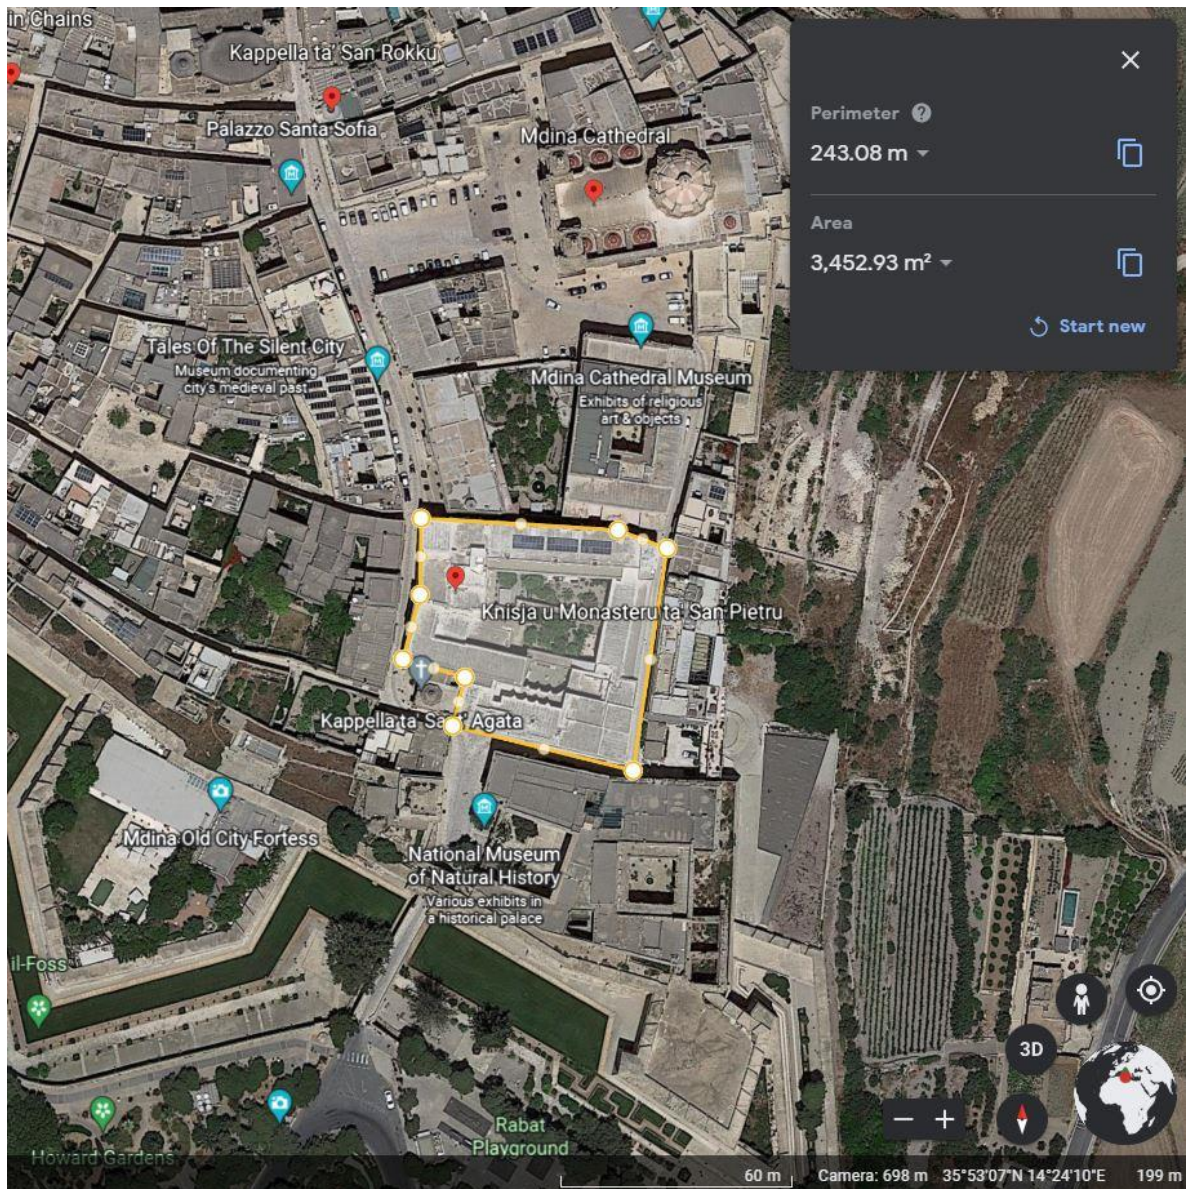 in Chains
Kappella ta' San Rokku
Palazzo Santa Sofia
Mdina Cathedral
Perimeter ?
243.08 m
Area
3,452.93 m²
Start new
Tales Of The Silent City
Museum documenting
city's medieval past
Mdina Cathedral Museum
Exhibits of religious
art & objects
Knisja u Monasteru ta' San Pietru
Kappella ta' Sant' Agata
Mdina Old City Fortess
National Museum
of Natural History
Various exhibits in
a historical palace
il-Foss
3D
Rabat
Playground
Howard Gardens
60 m
Camera: 698 m 35°53'07"N 14°24'10"E 199 m